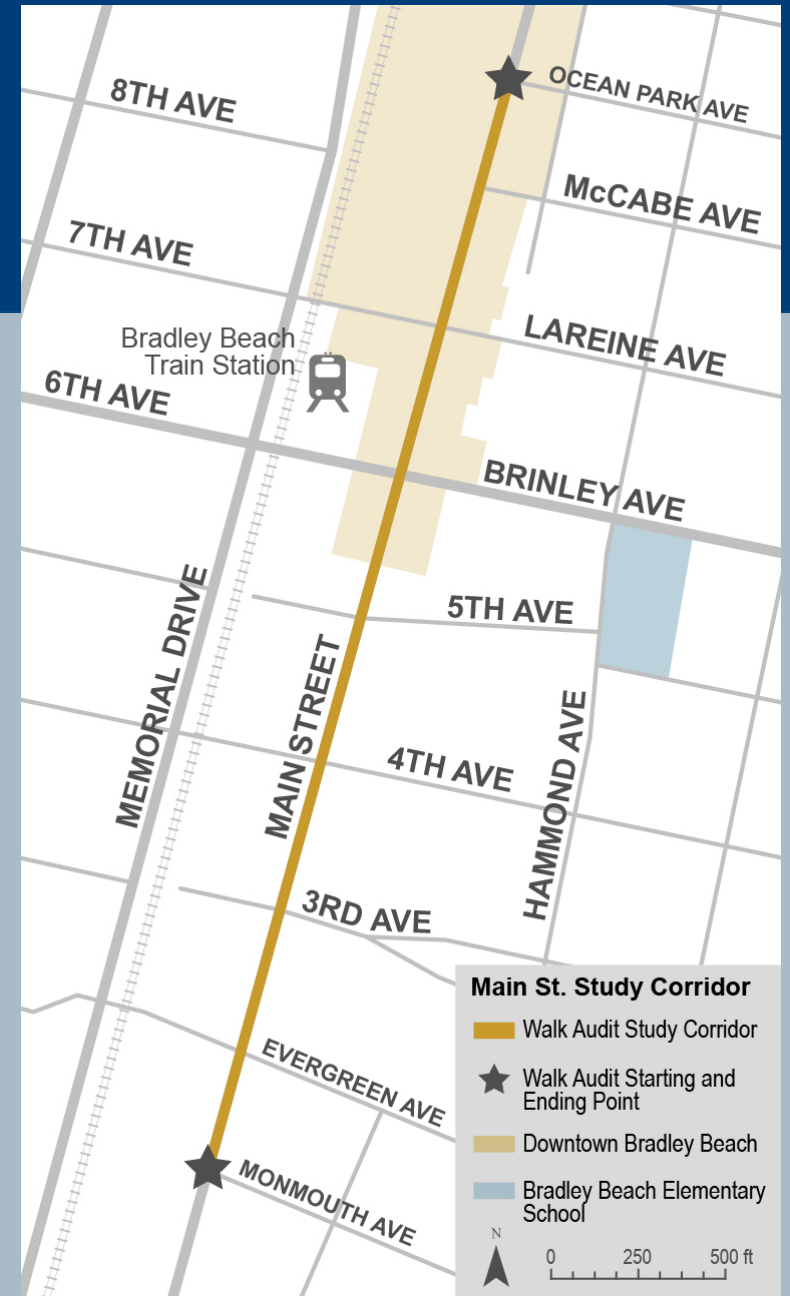 OCEAN PARK AVE
8TH AVE
McCABE AVE
7TH AVE
LAREINE AVE
Bradley Beach
Train Station
6TH AVE
BRINLEY AVE
5TH AVE
MEMORIAL DRIVE
MAIN STREET
HAMMOND AVE
4TH AVE
3RD AVE
EVERGREEN AVE
MONMOUTH AVE
Main St. Study Corridor
Walk Audit Study Corridor
Walk Audit Starting and
Ending Point
Downtown Bradley Beach
Bradley Beach Elementary
School
N
0 250 500 ft